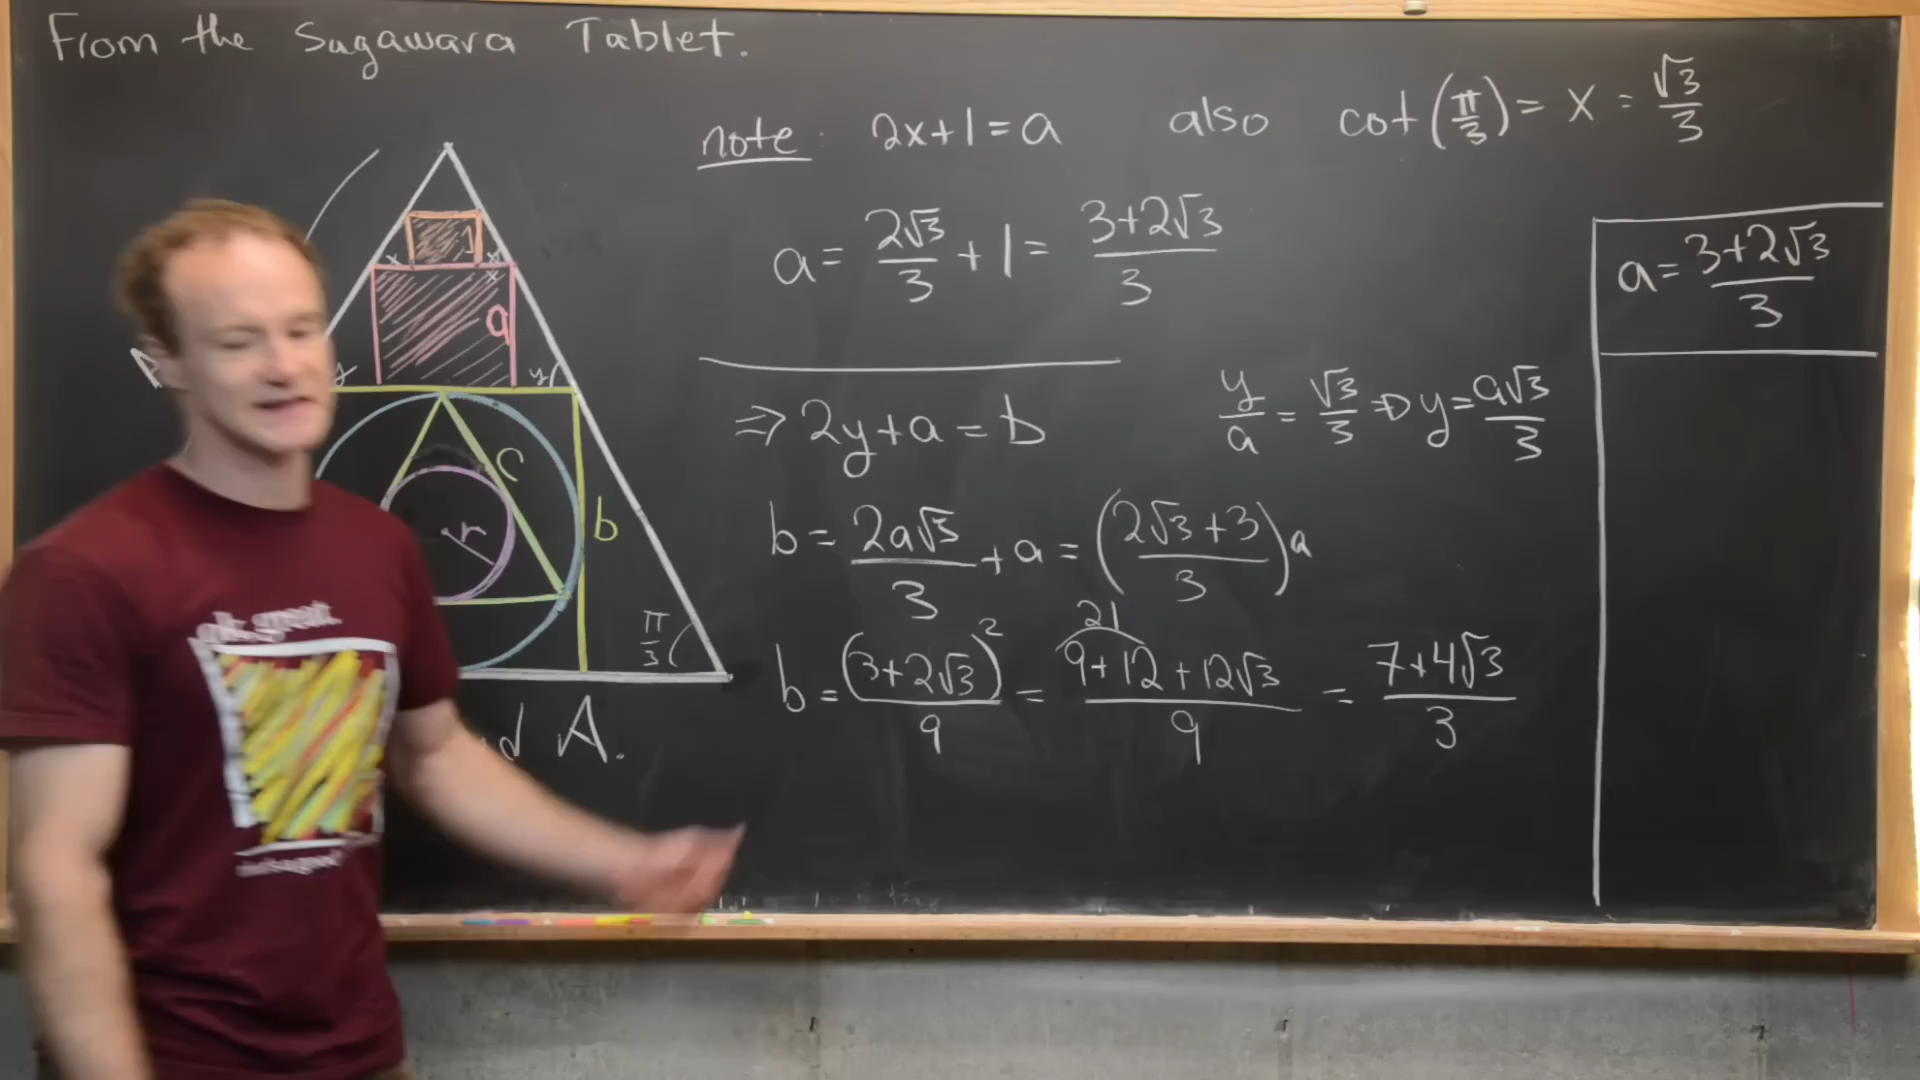 From the Sugawara Tablet.
note: 2x+1=a also cot(π/3) = x = √3/3
a = 2√3/3 + 1 = (3+2√3)/3
a = (3+2√3)/3
⇒ 2y+a = b
y/a = √3/3 ⇒ y = a√3/3
b = 2a√3/3 + a = ((2√3+3)/3)a
21
b = (3+2√3)²/9 = (9+12+12√3)/9 = (7+4√3)/3
1
x x
x
a
y y
c
r
b
π/3
A.
ok. great.